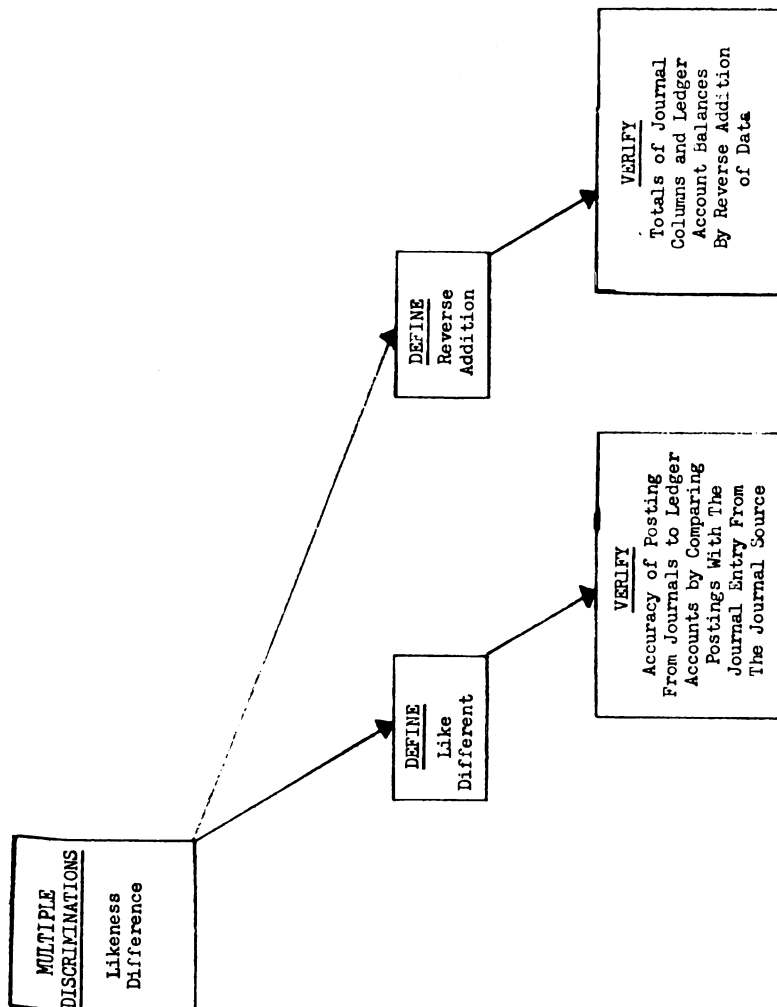 MULTIPLE
DISCRIMINATIONS
Likeness
Difference
DEFINE
Like
Different
DEFINE
Reverse
Addition
VERIFY
Accuracy of Posting
From Journals to Ledger
Accounts by Comparing
Postings With The
Journal Entry From
The Journal Source
VERIFY
Totals of Journal
Columns and Ledger
Account Balances
By Reverse Addition
of Data